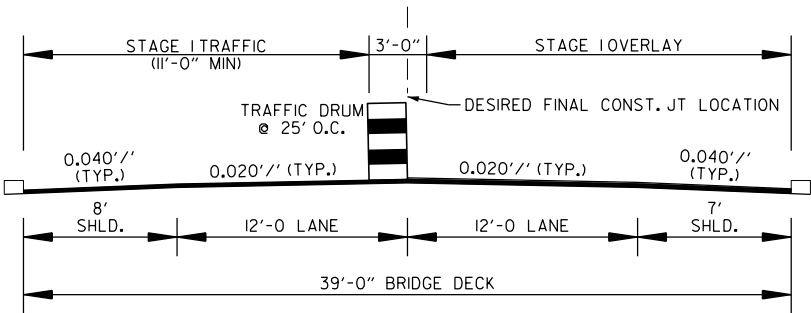 STAGE 1 TRAFFIC
(11'-0" MIN)
3'-0"
STAGE 1 OVERLAY
TRAFFIC DRUM
@ 25' O.C.
DESIRED FINAL CONST. JT LOCATION
0.040'/'
(TYP.)
0.020'/' (TYP.)
0.020'/' (TYP.)
0.040'/'
(TYP.)
8'
SHLD.
12'-0 LANE
12'-0 LANE
7'
SHLD.
39'-0" BRIDGE DECK